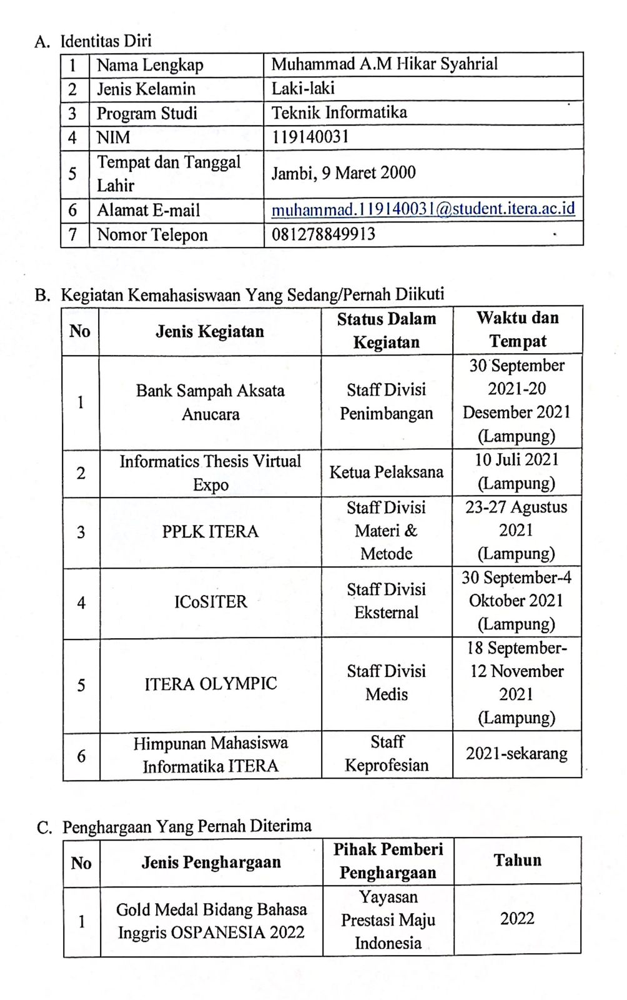 A. Identitas Diri
1 Nama Lengkap Muhammad A.M Hikar Syahrial
2 Jenis Kelamin Laki-laki
3 Program Studi Teknik Informatika
4 NIM 119140031
5 Tempat dan Tanggal Lahir Jambi, 9 Maret 2000
6 Alamat E-mail muhammad.119140031@student.itera.ac.id
7 Nomor Telepon 081278849913
B. Kegiatan Kemahasiswaan Yang Sedang/Pernah Diikuti
No Jenis Kegiatan Status Dalam Kegiatan Waktu dan Tempat
1 Bank Sampah Aksata Anucara Staff Divisi Penimbangan 30 September 2021-20 Desember 2021 (Lampung)
2 Informatics Thesis Virtual Expo Ketua Pelaksana 10 Juli 2021 (Lampung)
3 PPLK ITERA Staff Divisi Materi & Metode 23-27 Agustus 2021 (Lampung)
4 ICoSITER Staff Divisi Eksternal 30 September-4 Oktober 2021 (Lampung)
5 ITERA OLYMPIC Staff Divisi Medis 18 September-12 November 2021 (Lampung)
6 Himpunan Mahasiswa Informatika ITERA Staff Keprofesian 2021-sekarang
C. Penghargaan Yang Pernah Diterima
No Jenis Penghargaan Pihak Pemberi Penghargaan Tahun
1 Gold Medal Bidang Bahasa Inggris OSPANESIA 2022 Yayasan Prestasi Maju Indonesia 2022